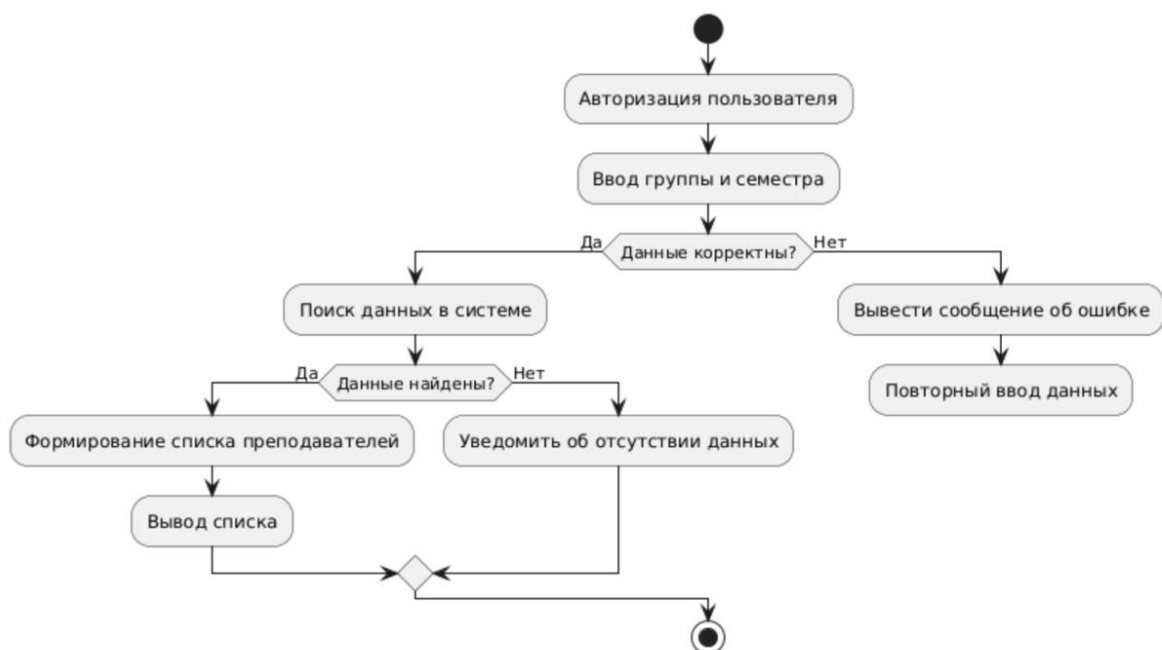 Авторизация пользователя
Ввод группы и семестра
Да
Данные корректны?
Нет
Поиск данных в системе
Вывести сообщение об ошибке
Да
Данные найдены?
Нет
Повторный ввод данных
Формирование списка преподавателей
Уведомить об отсутствии данных
Вывод списка